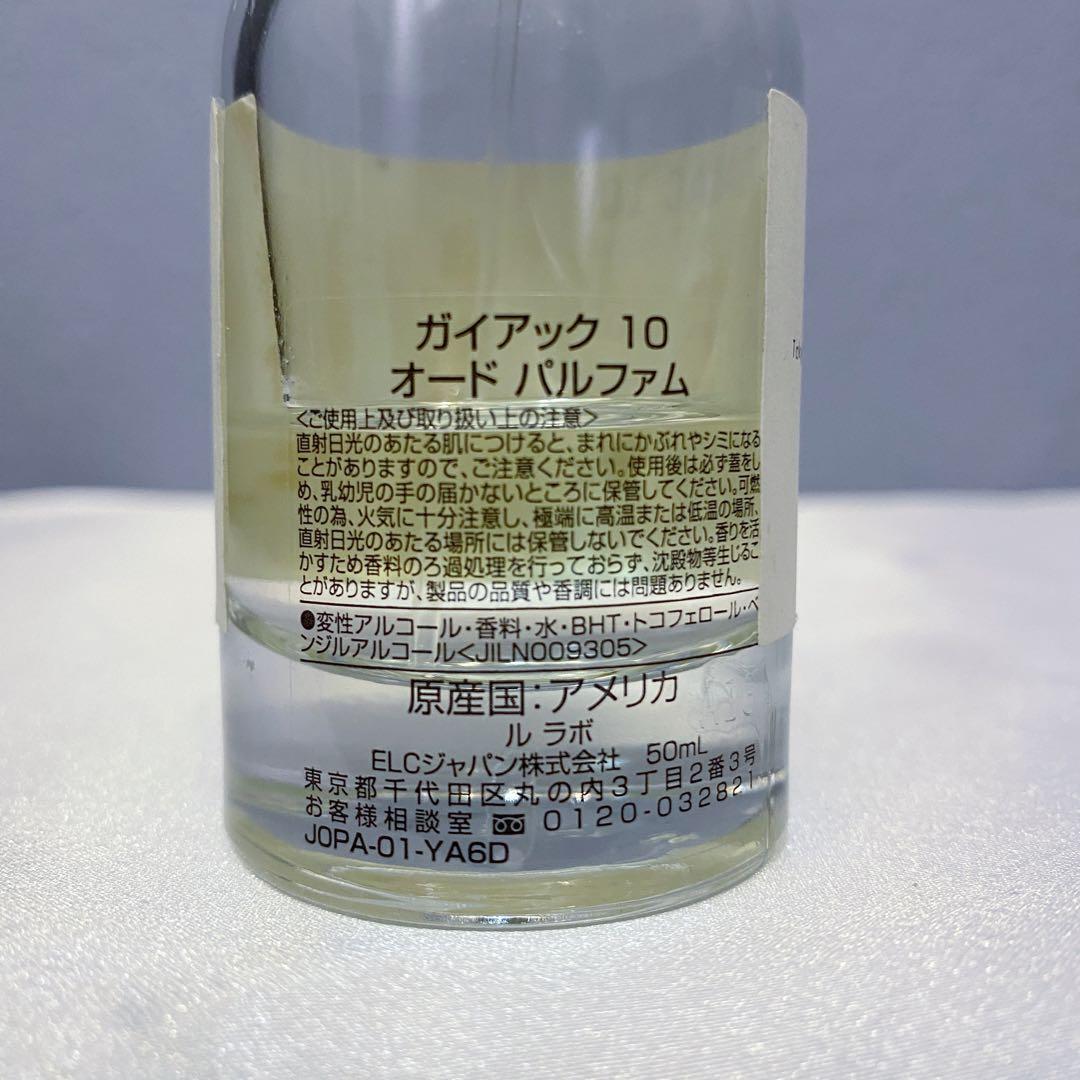 ガイアック 10
オード パルファム
<ご使用上及び取り扱い上の注意>
直射日光のあたる肌につけると、まれにかぶれやシミになる
ことがありますので、ご注意ください。使用後は必ず蓋をし
め、乳幼児の手の届かないところに保管してください。可燃
性の為、火気に十分注意し、極端に高温または低温の場所、
直射日光のあたる場所には保管しないでください。香りを活
かすため香料のろ過処理を行っておらず、沈殿物等生じるこ
とがありますが、製品の品質や香調には問題ありません。
●変性アルコール・香料・水・BHT・トコフェロール・ベ
ンジルアルコール<JILN009305>
原産国:アメリカ
ル ラボ
ELCジャパン株式会社 50mL
東京都千代田区丸の内3丁目2番3号
お客様相談室 0120-032821
J0PA-01-YA6D